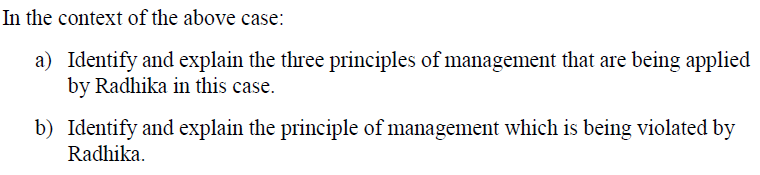 In the context of the above case:
a) Identify and explain the three principles of management that are being applied
by Radhika in this case.
b) Identify and explain the principle of management which is being violated by
Radhika.